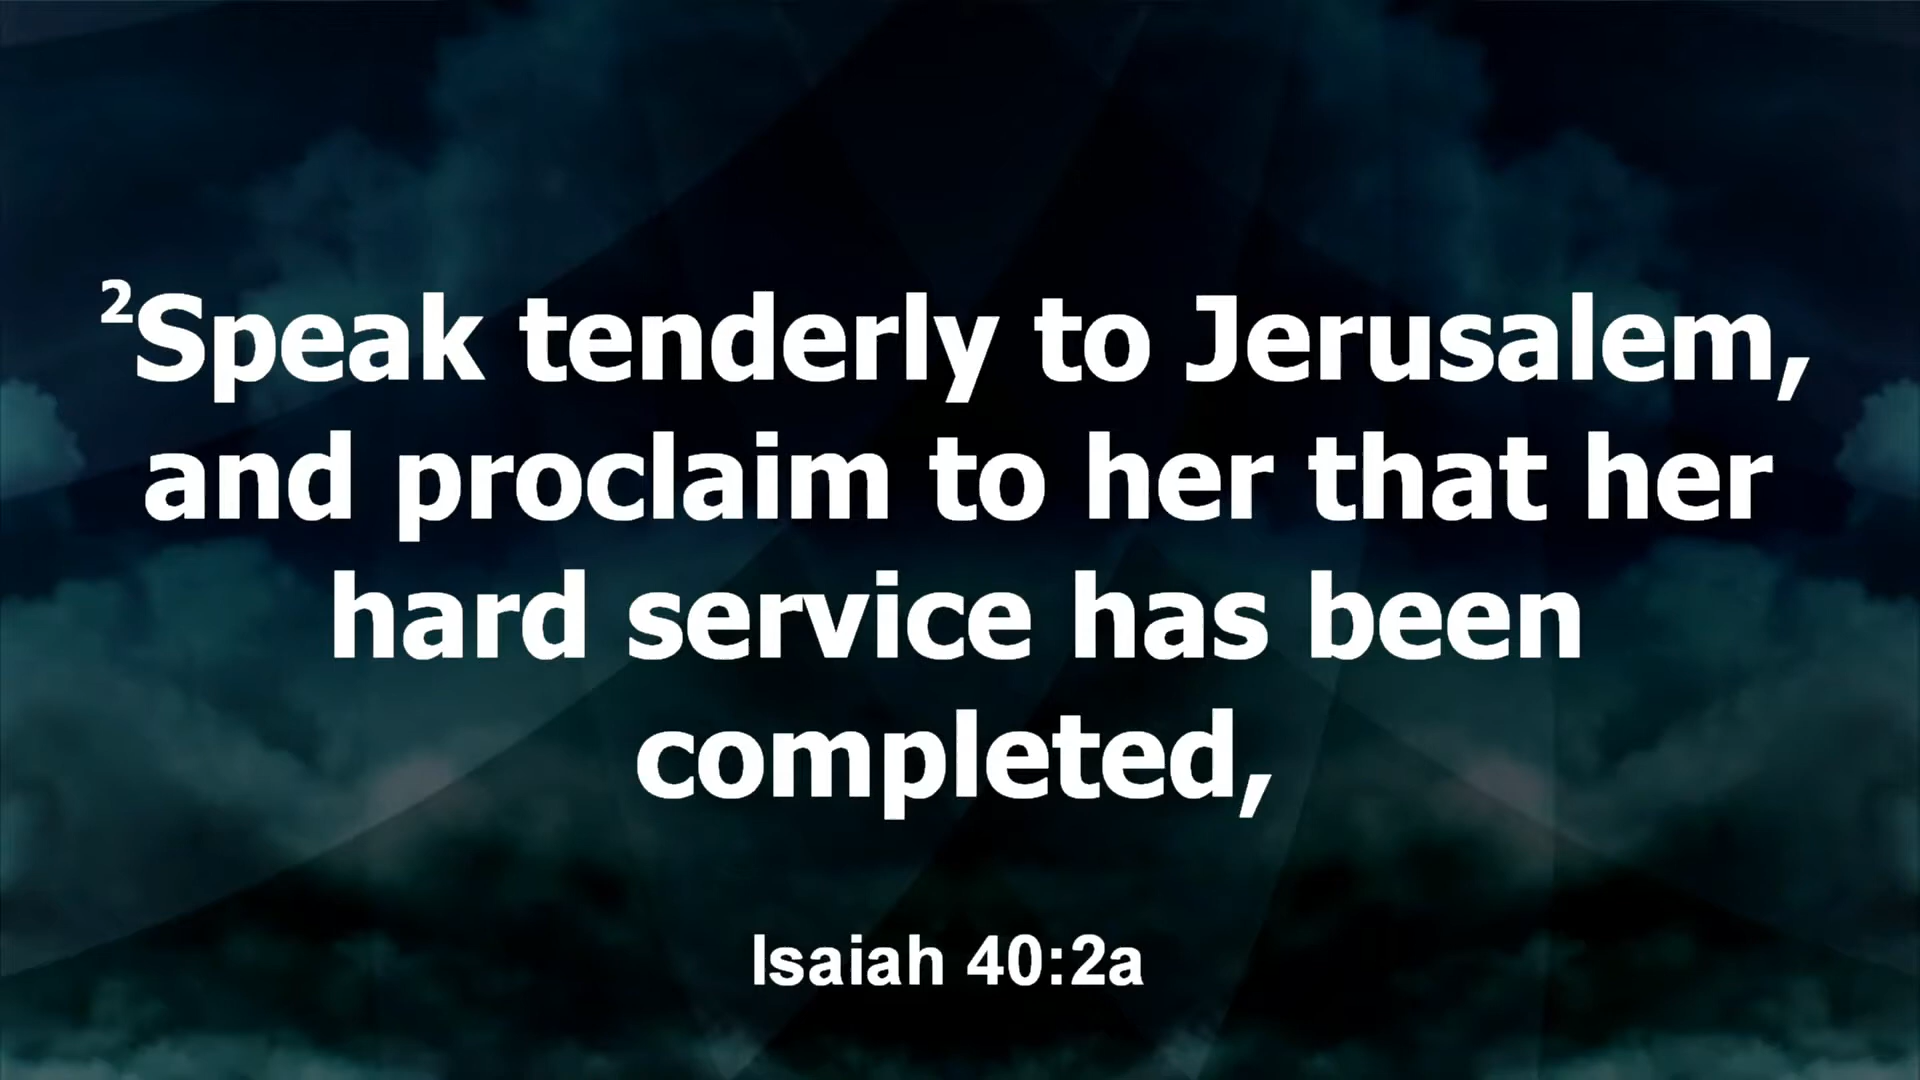 ²Speak tenderly to Jerusalem,
and proclaim to her that her
hard service has been
completed,
Isaiah 40:2a